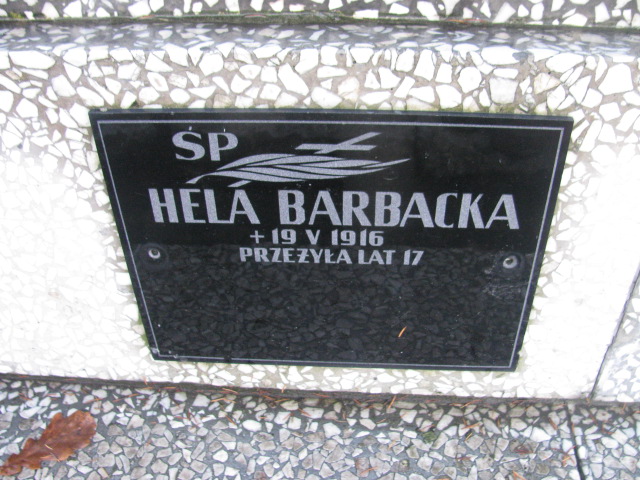 ŚP
HELA BARBACKA
+ 19 V 1916
PRZEŻYŁA LAT 17